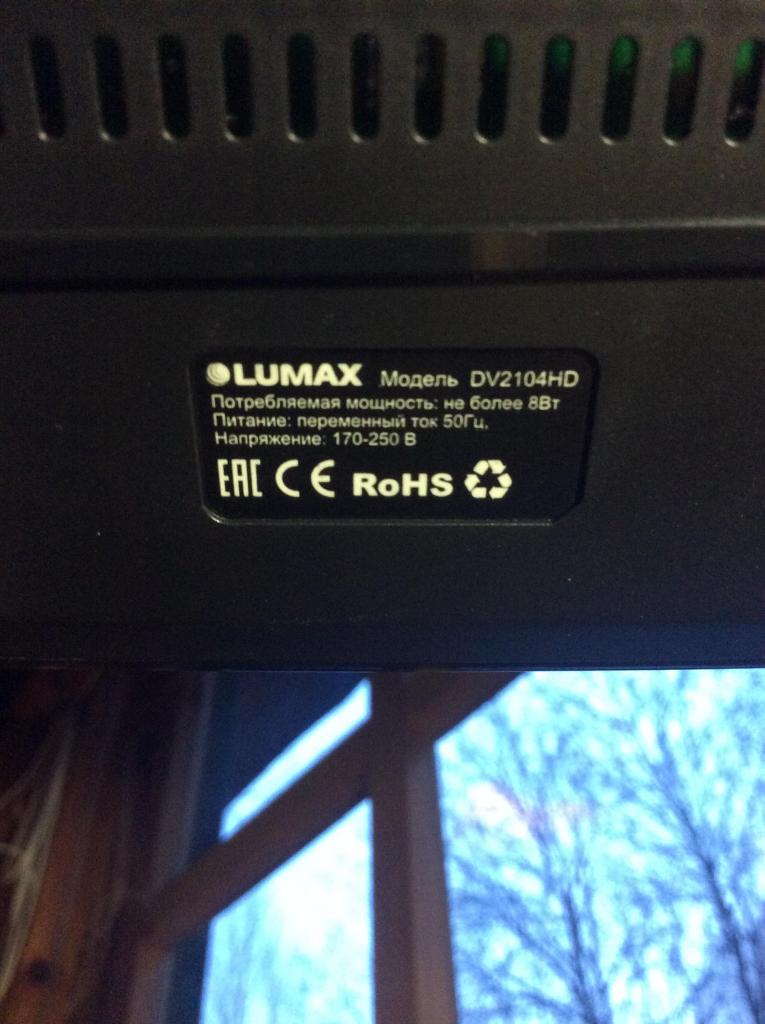 LUMAX Модель DV2104HD
Потребляемая мощность: не более 8Вт
Питание: переменный ток 50Гц,
Напряжение: 170-250 В
EAC CE RoHS